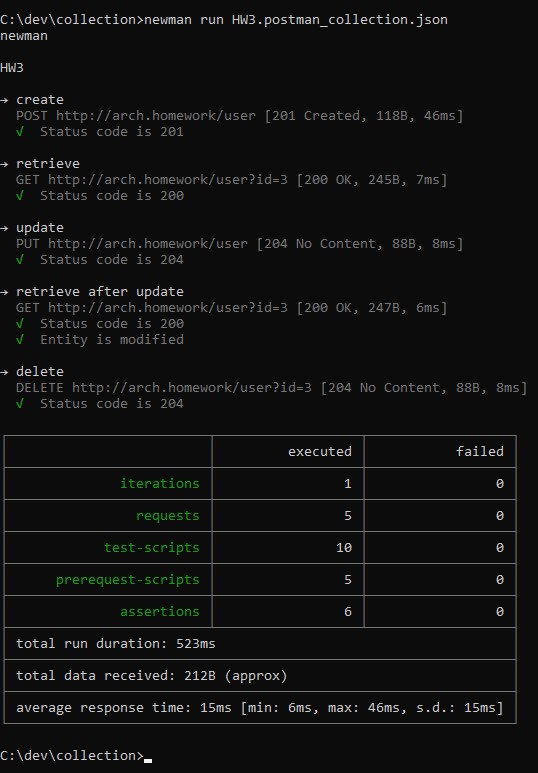 C:\dev\collection>newman run HW3.postman_collection.json
newman
HW3
→ create
POST http://arch.homework/user [201 Created, 118B, 46ms]
√ Status code is 201
→ retrieve
GET http://arch.homework/user?id=3 [200 OK, 245B, 7ms]
√ Status code is 200
→ update
PUT http://arch.homework/user [204 No Content, 88B, 8ms]
√ Status code is 204
→ retrieve after update
GET http://arch.homework/user?id=3 [200 OK, 247B, 6ms]
√ Status code is 200
√ Entity is modified
→ delete
DELETE http://arch.homework/user?id=3 [204 No Content, 88B, 8ms]
√ Status code is 204
executed failed
iterations 1 0
requests 5 0
test-scripts 10 0
prerequest-scripts 5 0
assertions 6 0
total run duration: 523ms
total data received: 212B (approx)
average response time: 15ms [min: 6ms, max: 46ms, s.d.: 15ms]
C:\dev\collection>